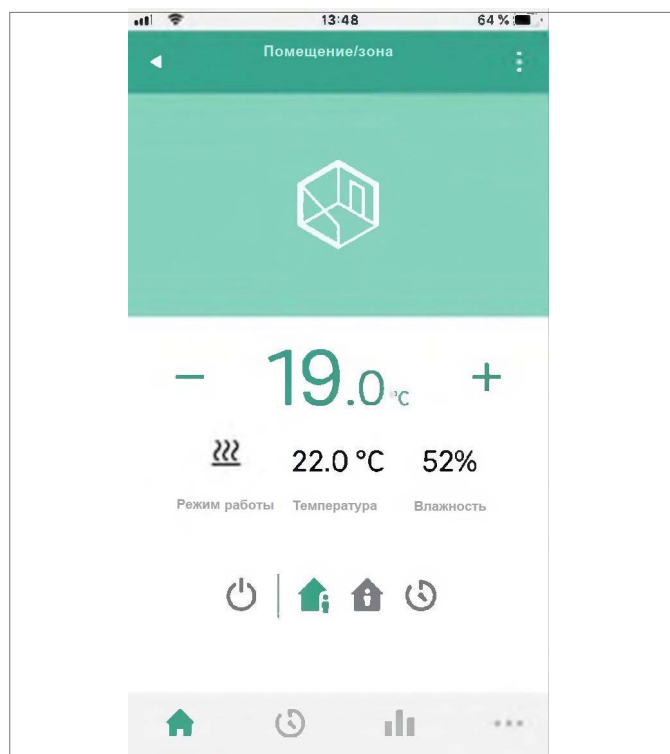 13:48
64 %
Помещение/зона
− 19.0 °C +
22.0 °C 52%
Режим работы Температура Влажность